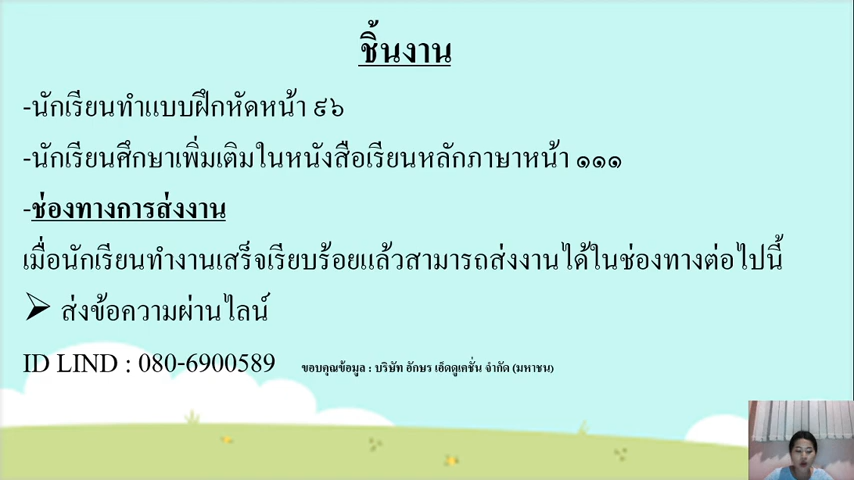 ชิ้นงาน
-นักเรียนทำแบบฝึกหัดหน้า ๙๖
-นักเรียนศึกษาเพิ่มเติมในหนังสือเรียนหลักภาษาหน้า ๑๑๑
-ช่องทางการส่งงาน
เมื่อนักเรียนทำงานเสร็จเรียบร้อยแล้วสามารถส่งงานได้ในช่องทางต่อไปนี้
➢ ส่งข้อความผ่านไลน์
ID LIND : 080-6900589 ขอบคุณข้อมูล : บริษัท อักษร เอ็ดดูเคชั่น จำกัด (มหาชน)